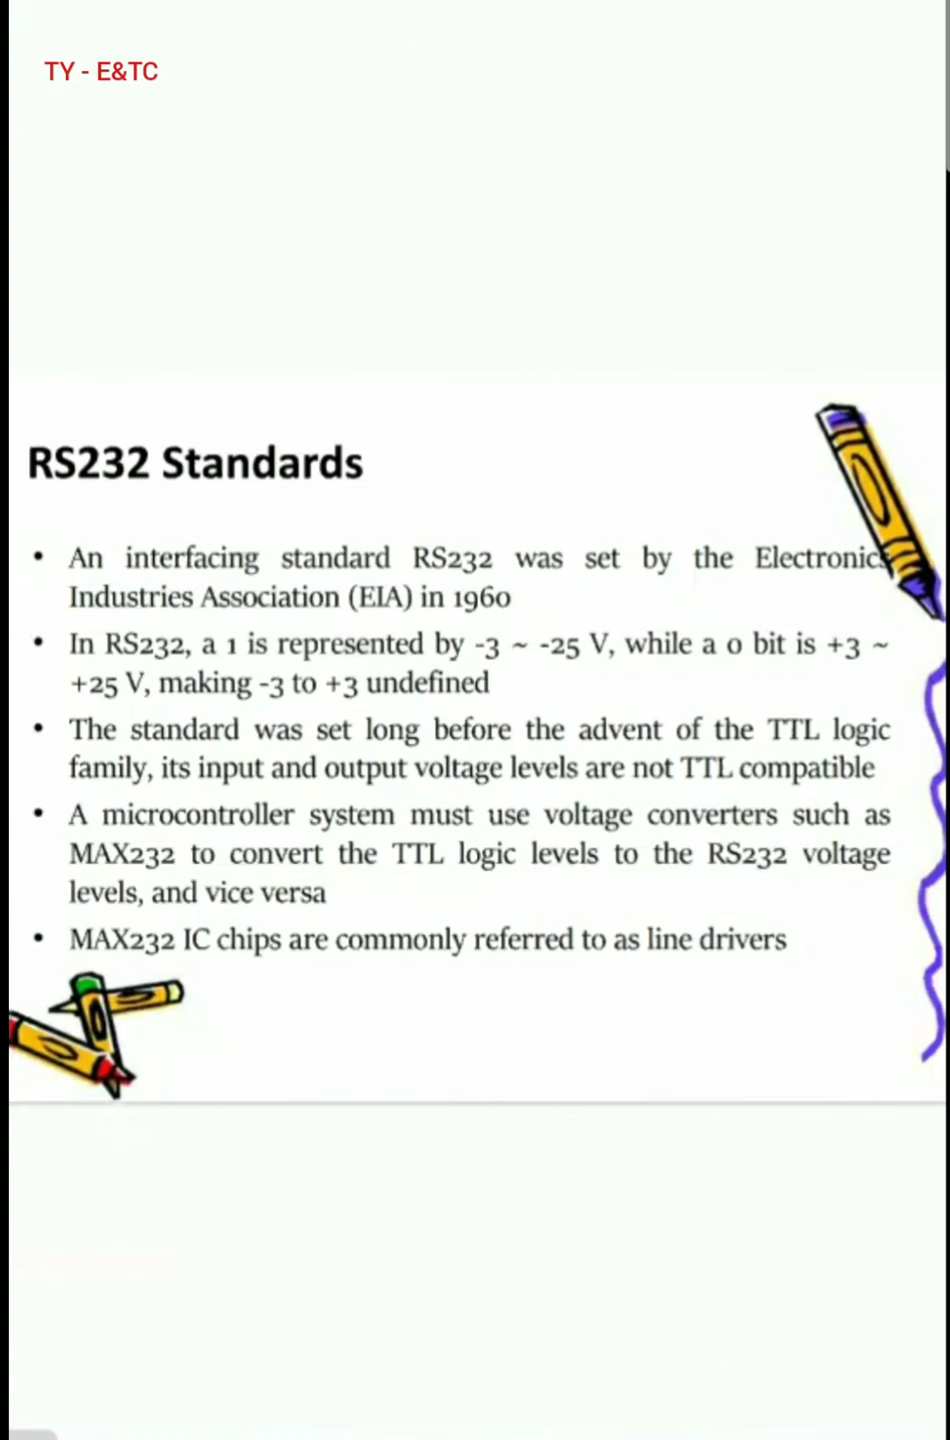 TY - E&TC
RS232 Standards
• An interfacing standard RS232 was set by the Electronics
Industries Association (EIA) in 1960
• In RS232, a 1 is represented by -3 ~ -25 V, while a 0 bit is +3 ~
+25 V, making -3 to +3 undefined
• The standard was set long before the advent of the TTL logic
family, its input and output voltage levels are not TTL compatible
• A microcontroller system must use voltage converters such as
MAX232 to convert the TTL logic levels to the RS232 voltage
levels, and vice versa
• MAX232 IC chips are commonly referred to as line drivers